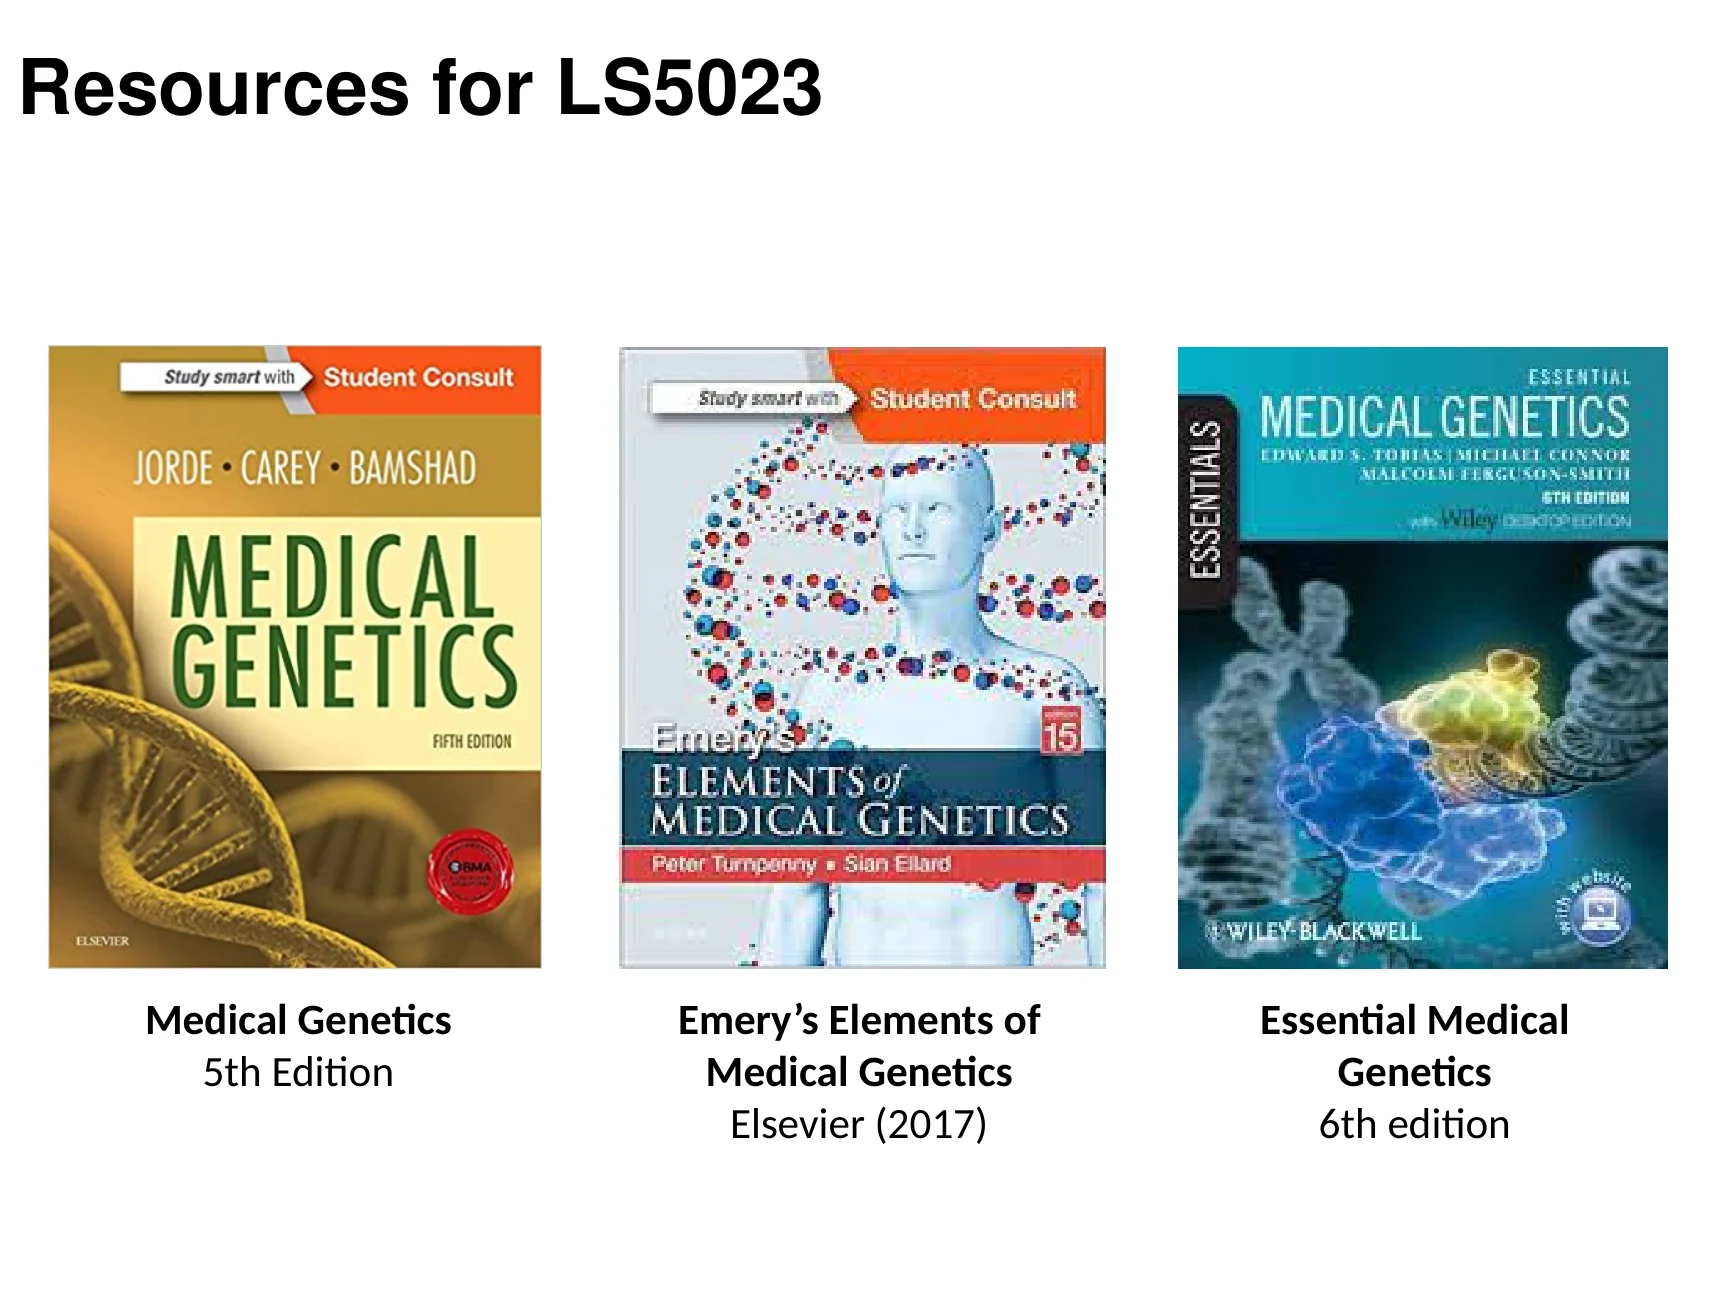 Resources for LS5023
Study smart with Student Consult
JORDE • CAREY • BAMSHAD
MEDICAL
GENETICS
FIFTH EDITION
BMA
ELSEVIER
Medical Genetics
5th Edition
Study smart with Student Consult
Emery's
edition
15
ELEMENTS of
MEDICAL GENETICS
Peter Turnpenny ▪ Sian Ellard
Emery’s Elements of
Medical Genetics
Elsevier (2017)
ESSENTIALS
ESSENTIAL
MEDICAL GENETICS
EDWARD S. TOBIAS | MICHAEL CONNOR
MALCOLM FERGUSON-SMITH
6TH EDITION
with Wiley DESKTOP EDITION
with website
WILEY-BLACKWELL
Essential Medical
Genetics
6th edition